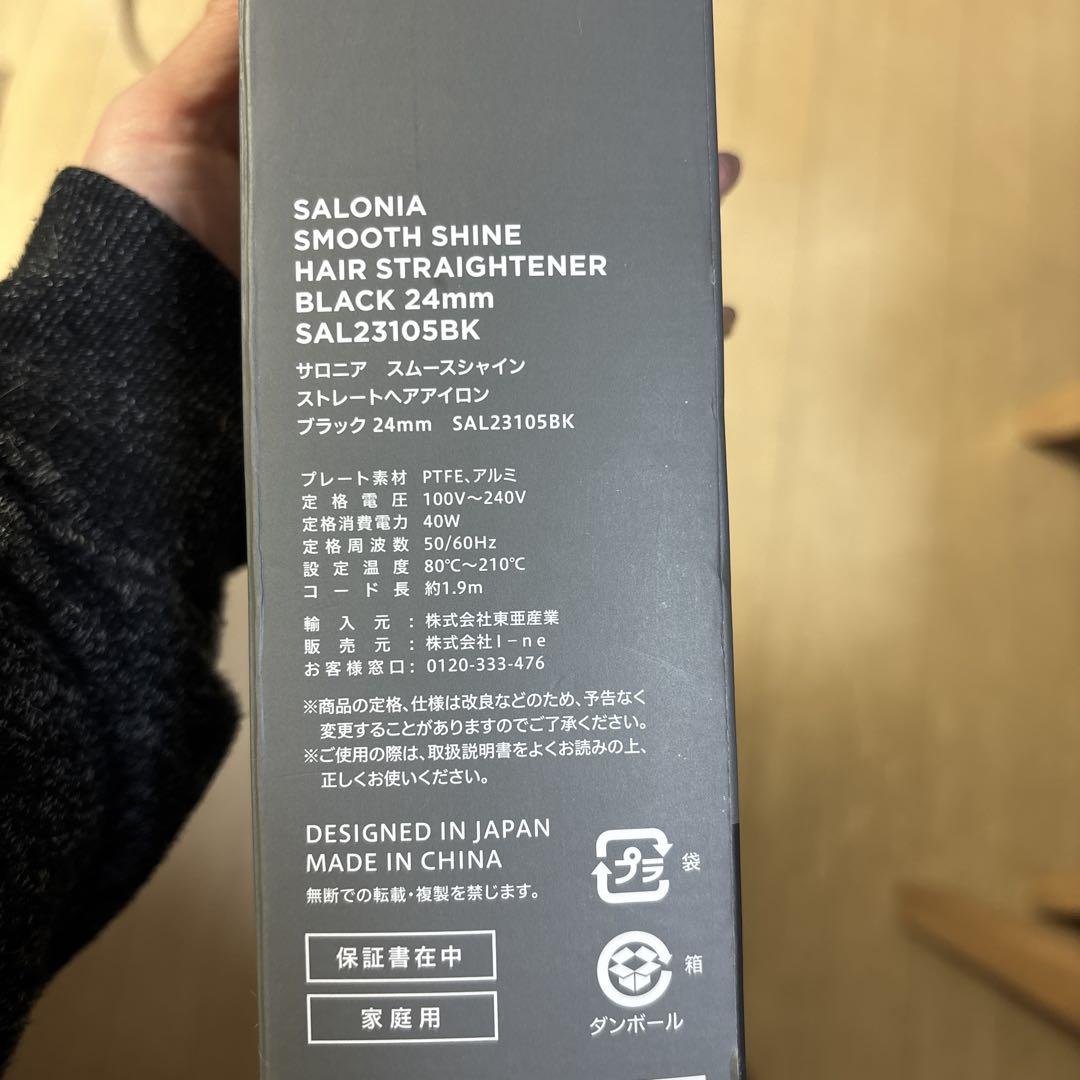 SALONIA
SMOOTH SHINE
HAIR STRAIGHTENER
BLACK 24mm
SAL23105BK
サロニア スムースシャイン
ストレートヘアアイロン
ブラック 24mm SAL23105BK
プレート素材 PTFE、アルミ
定格電圧 100V～240V
定格消費電力 40W
定格周波数 50/60Hz
設定温度 80℃～210℃
コード長 約1.9m
輸入元:株式会社東亜産業
販売元:株式会社I－ne
お客様窓口:0120-333-476
※商品の定格、仕様は改良などのため、予告なく
変更することがありますのでご了承ください。
※ご使用の際は、取扱説明書をよくお読みの上、
正しくお使いください。
DESIGNED IN JAPAN
MADE IN CHINA
無断での転載・複製を禁じます。
プラ 袋
保証書在中
箱
家庭用
ダンボール